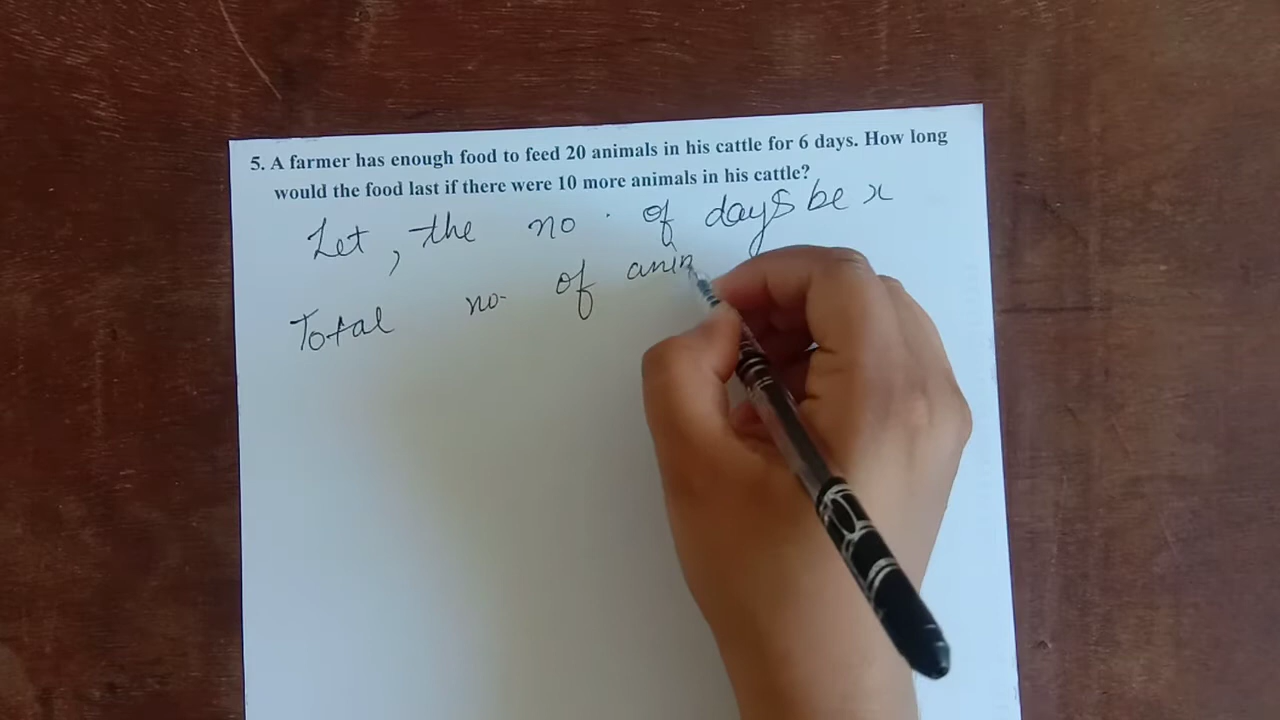 5. A farmer has enough food to feed 20 animals in his cattle for 6 days. How long
would the food last if there were 10 more animals in his cattle?
Let, the no. of days be x
Total no. of anim